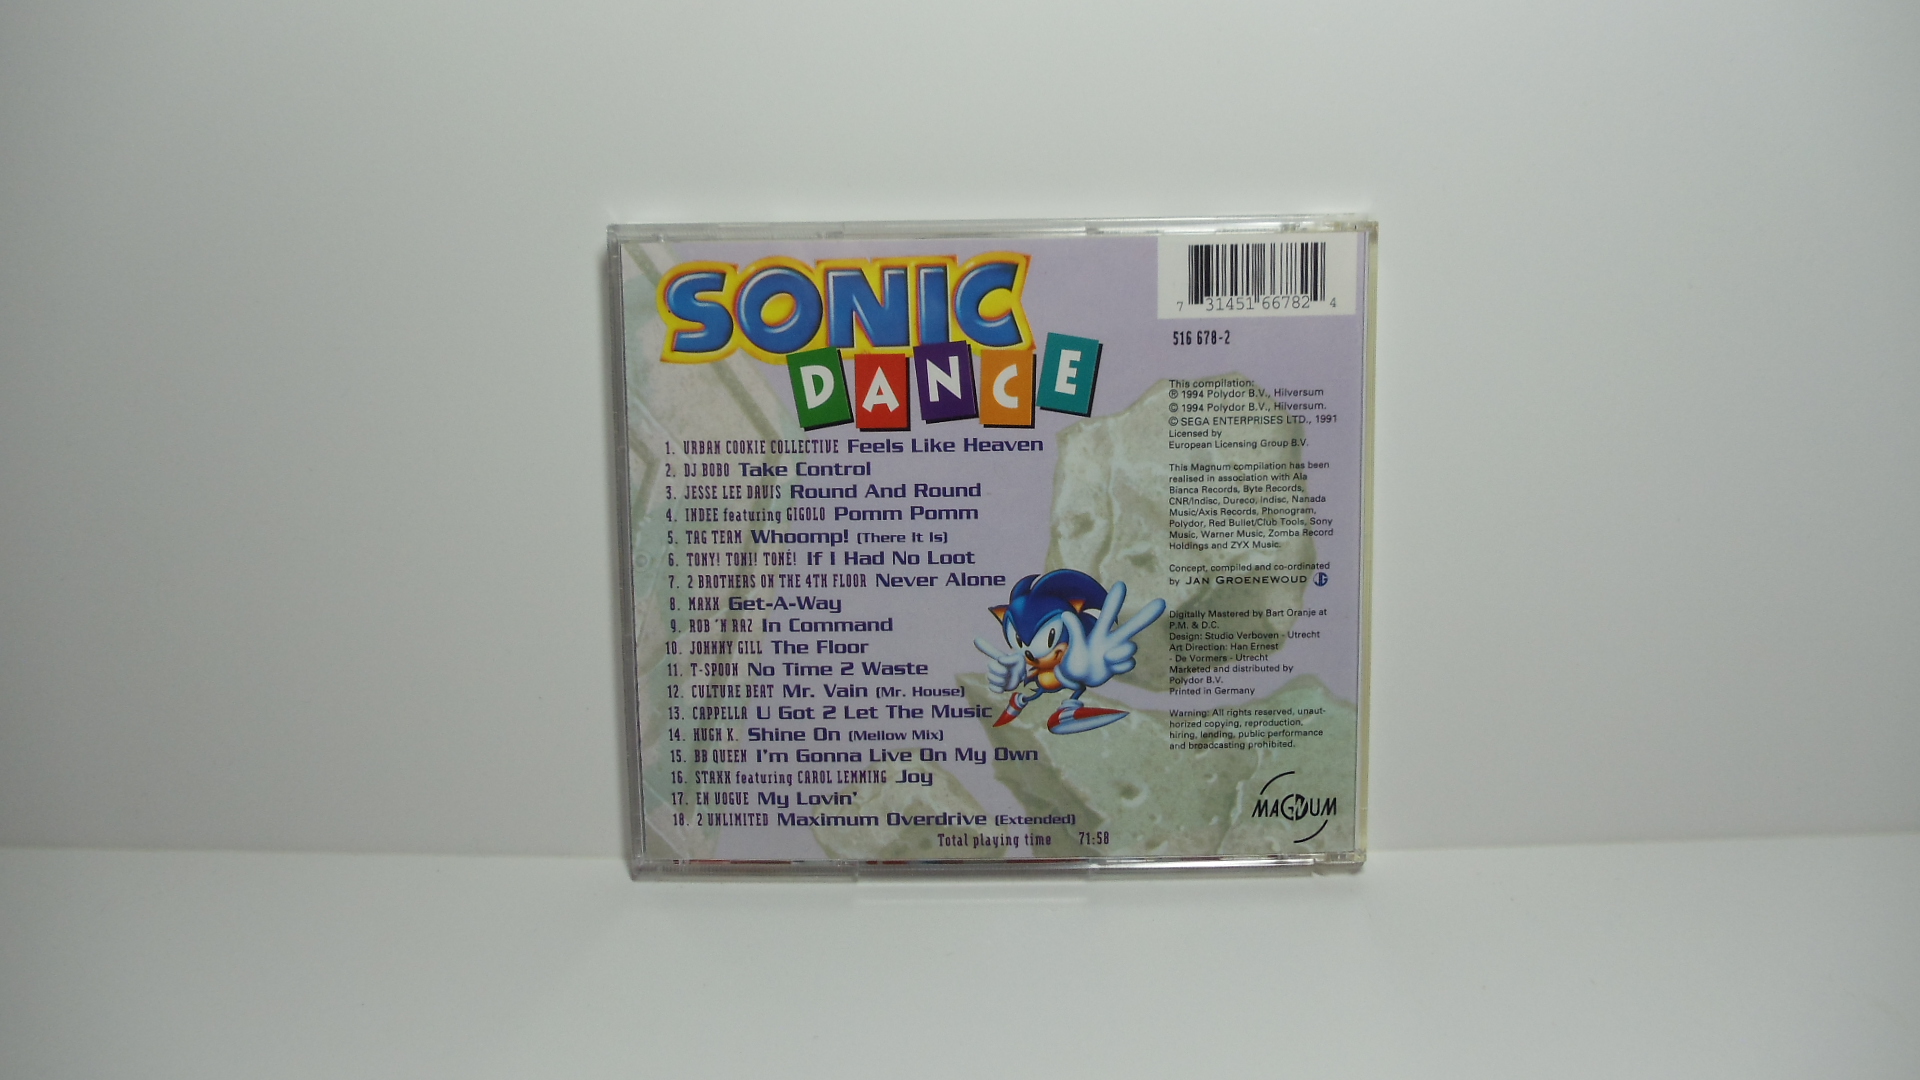 SONIC
DANCE
1. URBAN COOKIE COLLECTIVE Feels Like Heaven
2. DJ BOBO Take Control
3. JESSE LEE DAVIS Round And Round
4. INDEE featuring GIGOLO Pomm Pomm
5. TAG TEAM Whoomp! (There It Is)
6. TONY! TONI! TONÉ! If I Had No Loot
7. 2 BROTHERS ON THE 4TH FLOOR Never Alone
8. MAXX Get-A-Way
9. ROB 'N RAZ In Command
10. JOHNNY GILL The Floor
11. T-SPOON No Time 2 Waste
12. CULTURE BEAT Mr. Vain (Mr. House)
13. CAPPELLA U Got 2 Let The Music
14. HUGH K. Shine On (Mellow Mix)
15. BB QUEEN I'm Gonna Live On My Own
16. STAXX featuring CAROL LEMMING Joy
17. EN VOGUE My Lovin'
18. 2 UNLIMITED Maximum Overdrive (Extended)
Total playing time 71:58
7 31451 66782 4
516 678-2
This compilation:
℗ 1994 Polydor B.V., Hilversum
© 1994 Polydor B.V., Hilversum.
© SEGA ENTERPRISES LTD., 1991
Licensed by
European Licensing Group B.V.
This Magnum compilation has been
realised in association with Ala
Bianca Records, Byte Records,
CNR/Indisc, Dureco, Indisc, Nanada
Music/Axis Records, Phonogram,
Polydor, Red Bullet/Club Tools, Sony
Music, Warner Music, Zomba Record
Holdings and ZYX Music.
Concept, compiled and co-ordinated
by JAN GROENEWOUD JG
Digitally Mastered by Bart Oranje at
P.M. & D.C.
Design: Studio Verboven - Utrecht
Art Direction: Han Ernest
- De Vormers - Utrecht
Marketed and distributed by
Polydor B.V.
Printed in Germany
Warning: All rights reserved, unaut-
horized copying, reproduction,
hiring, lending, public performance
and broadcasting prohibited.
MAGNUM